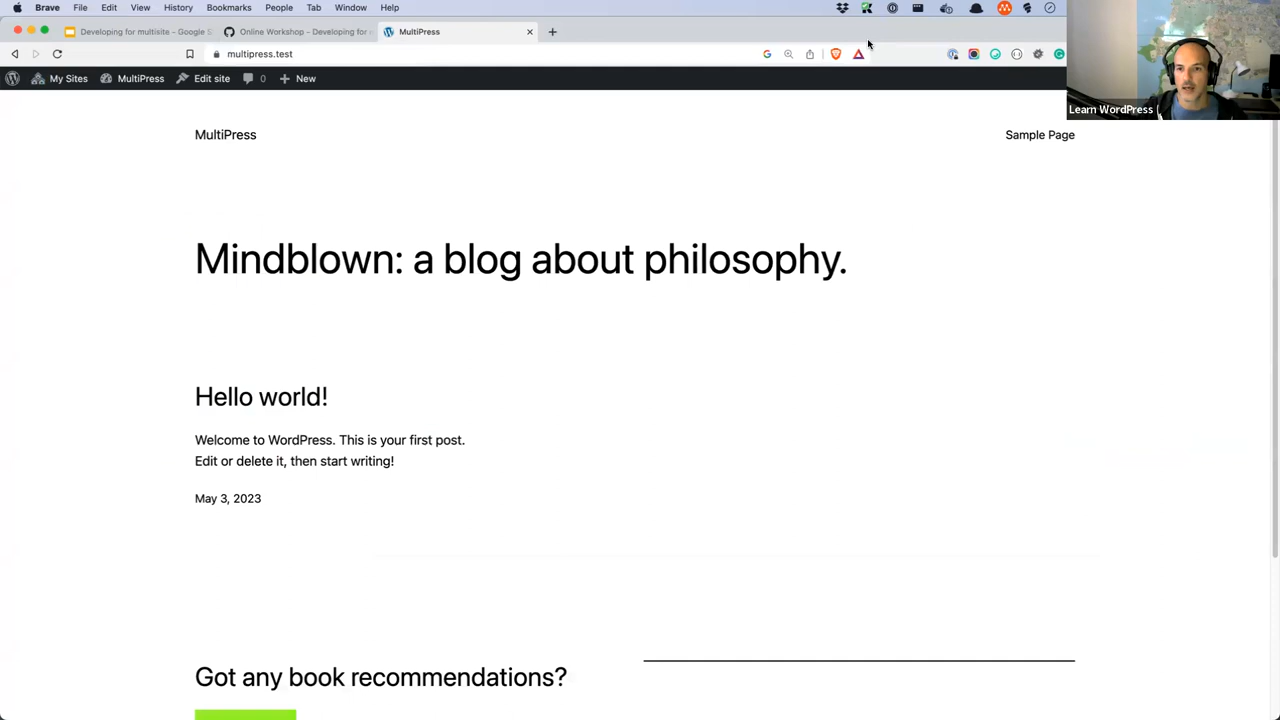 Brave File Edit View History Bookmarks People Tab Window Help
Developing for multisite – Google S
Online Workshop – Developing for
MultiPress
multipress.test
My Sites MultiPress Edit site 0 New
Learn WordPress
MultiPress
Sample Page
Mindblown: a blog about philosophy.
Hello world!
Welcome to WordPress. This is your first post.
Edit or delete it, then start writing!
May 3, 2023
Got any book recommendations?